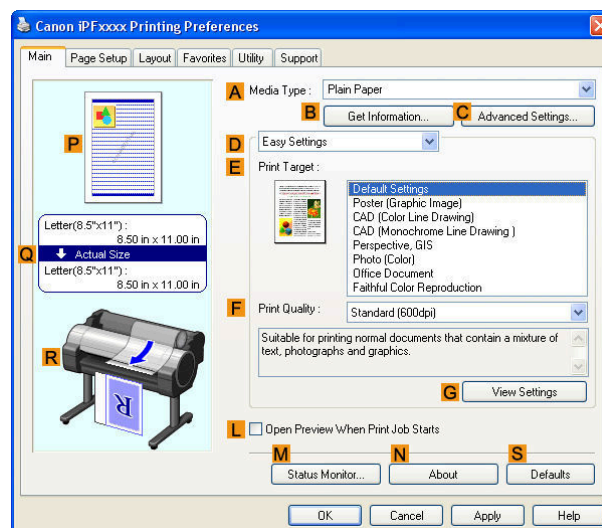 Canon iPFxxxx Printing Preferences
Main Page Setup Layout Favorites Utility Support
A Media Type : Plain Paper
B Get Information... C Advanced Settings...
D Easy Settings
E Print Target :
Default Settings
Poster (Graphic Image)
CAD (Color Line Drawing)
CAD (Monochrome Line Drawing )
Perspective, GIS
Photo (Color)
Office Document
Faithful Color Reproduction
F Print Quality : Standard (600dpi)
Suitable for printing normal documents that contain a mixture of
text, photographs and graphics.
G View Settings
L Open Preview When Print Job Starts
M N S
Status Monitor... About Defaults
P
Letter(8.5"x11") :
8.50 in x 11.00 in
Q Actual Size
Letter(8.5"x11") :
8.50 in x 11.00 in
R
R
OK Cancel Apply Help